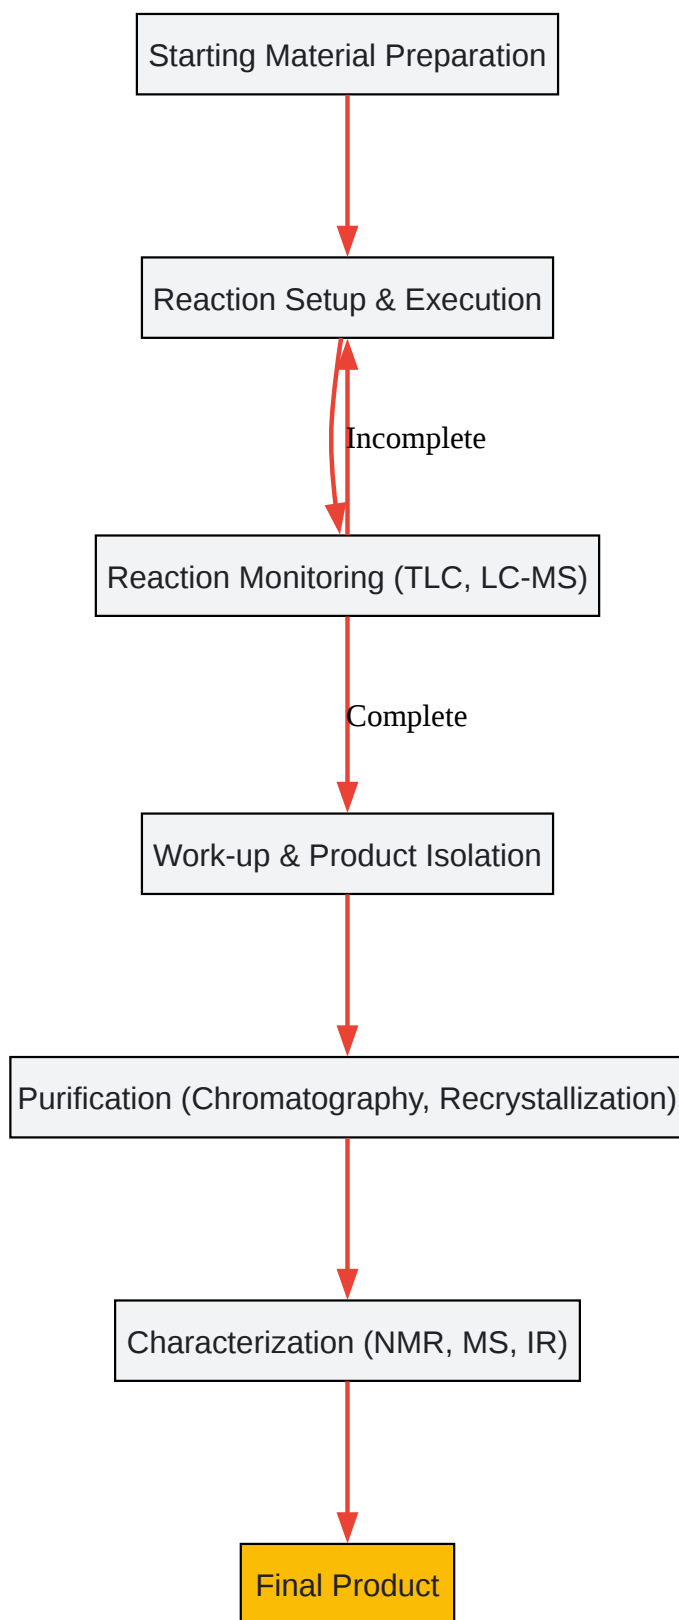 Starting Material Preparation
Reaction Setup & Execution
Incomplete
Reaction Monitoring (TLC, LC-MS)
Complete
Work-up & Product Isolation
Purification (Chromatography, Recrystallization)
Characterization (NMR, MS, IR)
Final Product